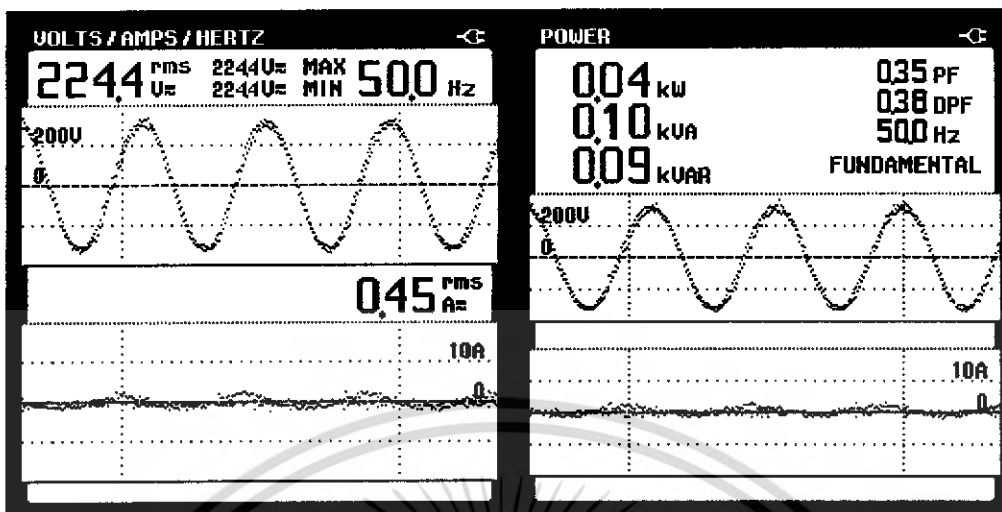 VOLTS / AMPS / HERTZ
224.4 rms V≂ 224.4V≂ MAX 50.0 Hz
224.4V≂ MIN
200V
0
0.45 rms A≂
10A
0
POWER
0.04 kW
0.10 kVA
0.09 kVAR
0.35 PF
0.38 DPF
50.0 Hz
FUNDAMENTAL
200V
0
10A
0